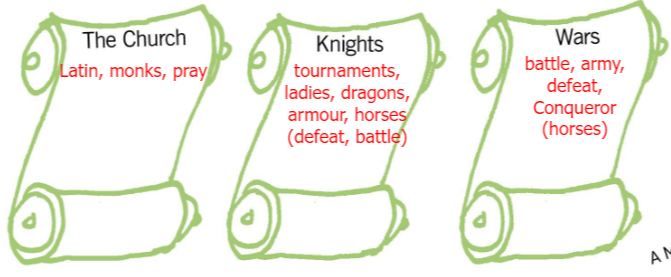 The Church
Latin, monks, pray
Knights
tournaments,
ladies, dragons,
armour, horses
(defeat, battle)
Wars
battle, army,
defeat,
Conqueror
(horses)